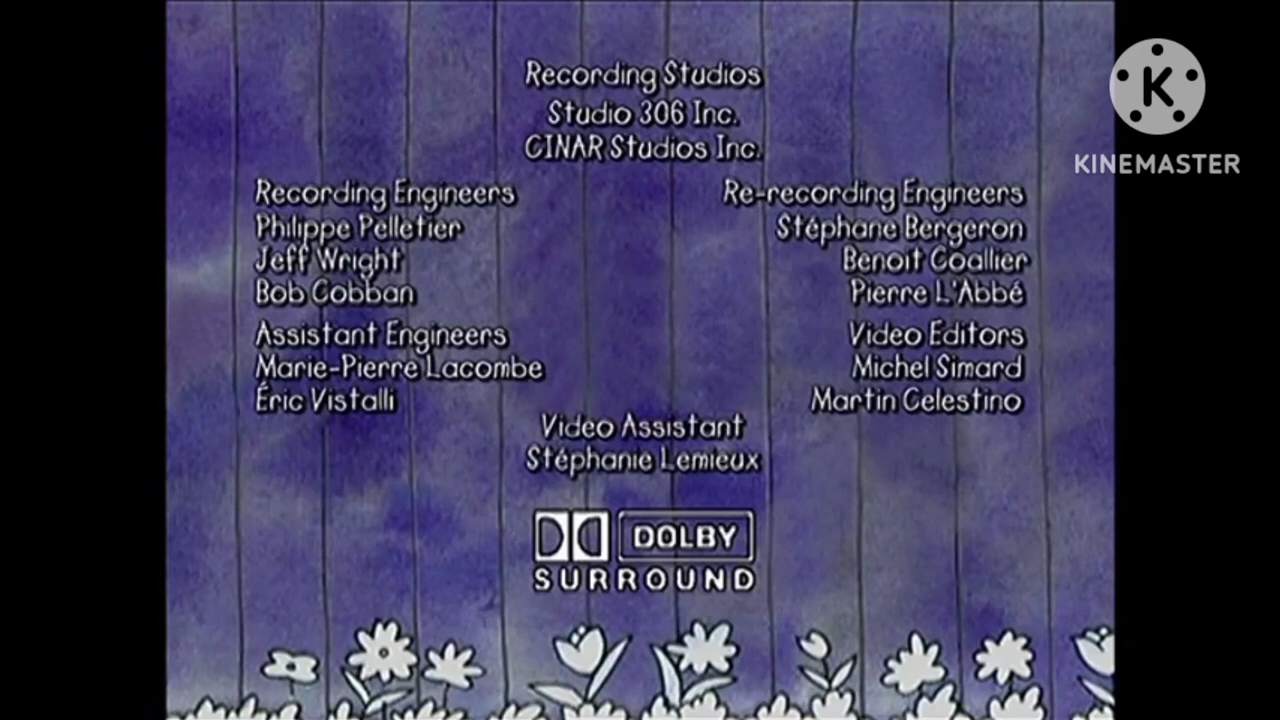 Recording Studios
Studio 306 Inc.
CINAR Studios Inc.
Recording Engineers
Philippe Pelletier
Jeff Wright
Bob Cobban
Re-recording Engineers
Stéphane Bergeron
Benoit Coallier
Pierre L'Abbé
Assistant Engineers
Marie-Pierre Lacombe
Éric Vistalli
Video Editors
Michel Simard
Martin Celestino
Video Assistant
Stéphanie Lemieux
DOLBY
SURROUND
K
KINEMASTER